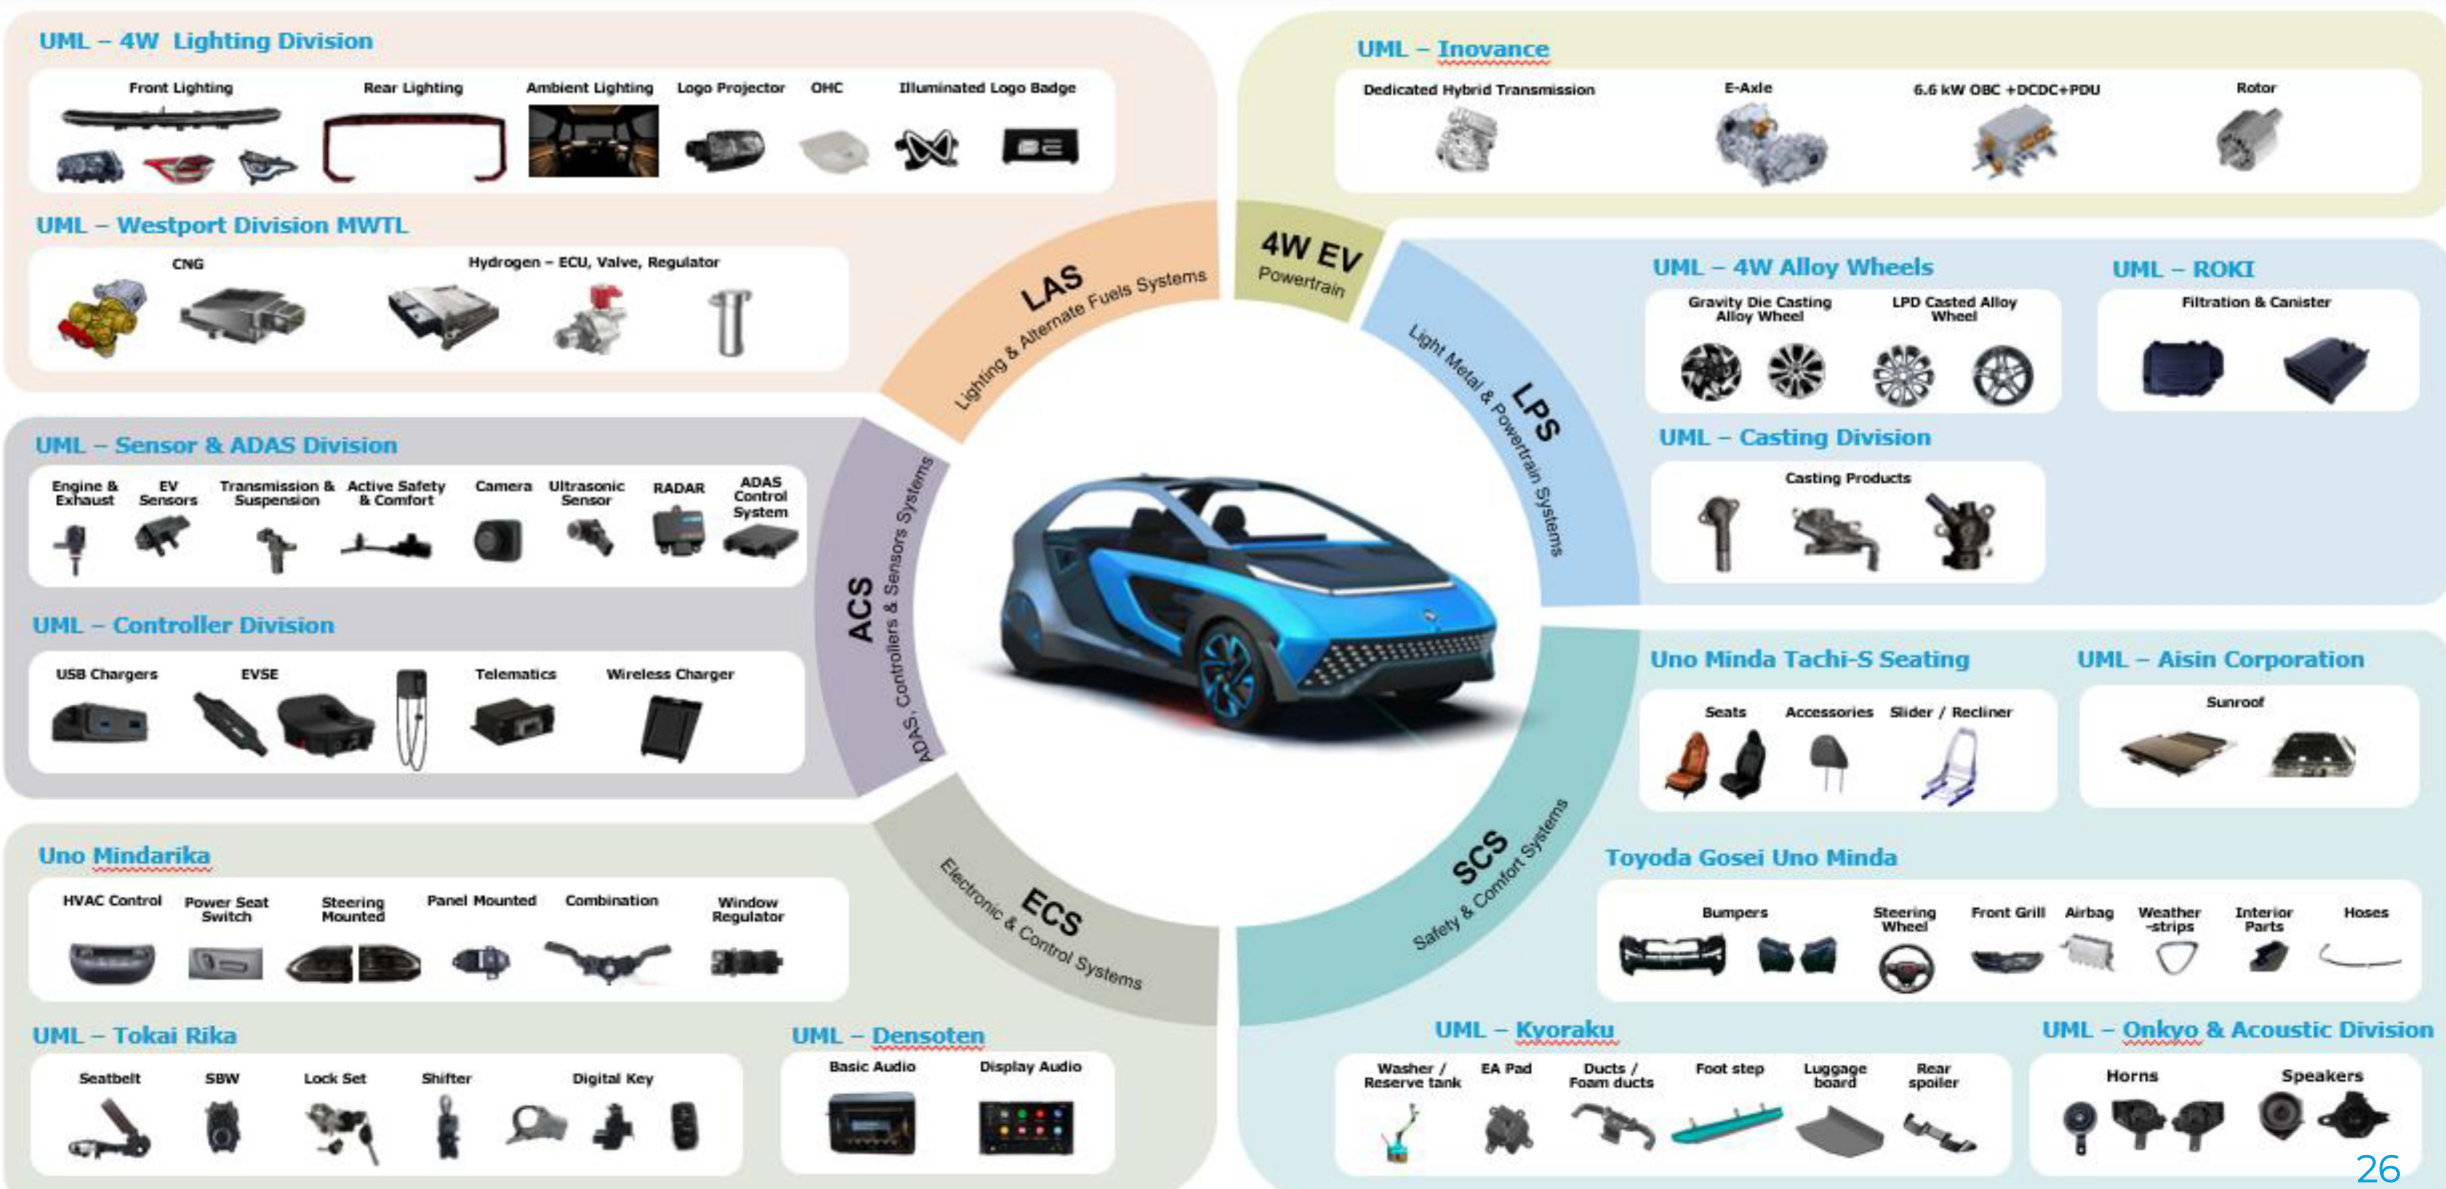 UML – 4W Lighting Division
Front Lighting
Rear Lighting
Ambient Lighting
Logo Projector
OHC
Illuminated Logo Badge
UML – Westport Division MWTL
CNG
Hydrogen – ECU, Valve, Regulator
LAS
Lighting & Alternate Fuels Systems
UML – Inovance
Dedicated Hybrid Transmission
E-Axle
6.6 kW OBC +DCDC+PDU
Rotor
4W EV
Powertrain
UML – 4W Alloy Wheels
Gravity Die Casting
Alloy Wheel
LPD Casted Alloy
Wheel
UML – ROKI
Filtration & Canister
UML – Casting Division
Casting Products
LPS
Light Metal & Powertrain Systems
UML – Sensor & ADAS Division
Engine &
Exhaust
EV
Sensors
Transmission &
Suspension
Active Safety
& Comfort
Camera
Ultrasonic
Sensor
RADAR
ADAS
Control
System
UML – Controller Division
USB Chargers
EVSE
Telematics
Wireless Charger
ACS
ADAS, Controllers & Sensors Systems
Uno Minda Tachi-S Seating
Seats
Accessories
Slider / Recliner
UML – Aisin Corporation
Sunroof
Toyoda Gosei Uno Minda
Bumpers
Steering
Wheel
Front Grill
Airbag
Weather
-strips
Interior
Parts
Hoses
SCS
Safety & Comfort Systems
UML – Kyoraku
Washer /
Reserve tank
EA Pad
Ducts /
Foam ducts
Foot step
Luggage
board
Rear
spoiler
UML – Onkyo & Acoustic Division
Horns
Speakers
Uno Mindarika
HVAC Control
Power Seat
Switch
Steering
Mounted
Panel Mounted
Combination
Window
Regulator
ECS
Electronic & Control Systems
UML – Tokai Rika
Seatbelt
SBW
Lock Set
Shifter
Digital Key
UML – Densoten
Basic Audio
Display Audio
26